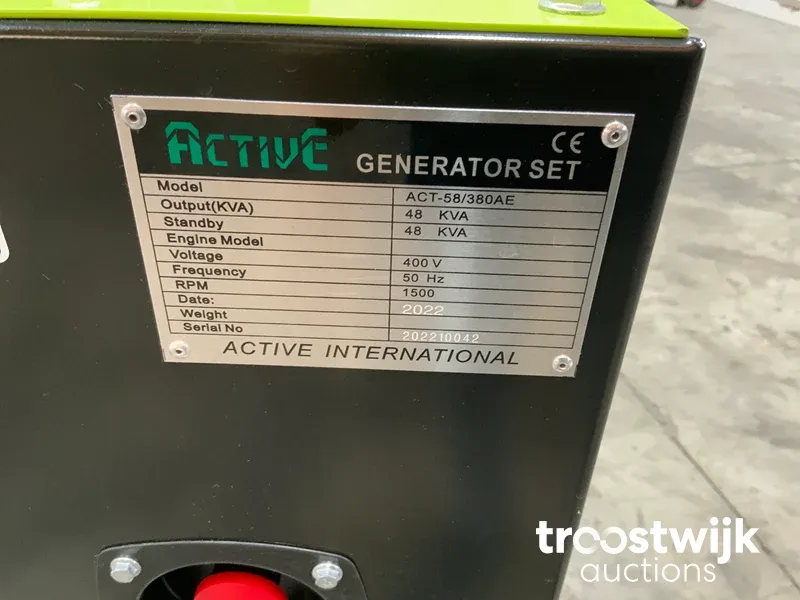 ACTIVE GENERATOR SET CE
Model ACT-58/380AE
Output(KVA) 48 KVA
Standby 48 KVA
Engine Model
Voltage 400 V
Frequency 50 Hz
RPM 1500
Date: 2022
Weight
Serial No 202210042
ACTIVE INTERNATIONAL
troostwijk
auctions